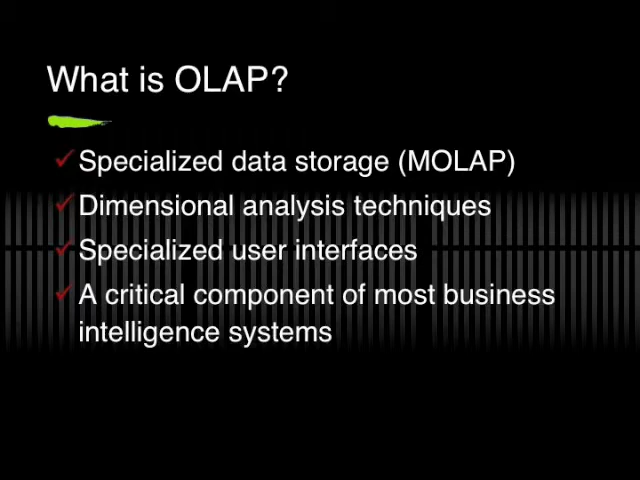 What is OLAP?
Specialized data storage (MOLAP)
Dimensional analysis techniques
Specialized user interfaces
A critical component of most business
intelligence systems